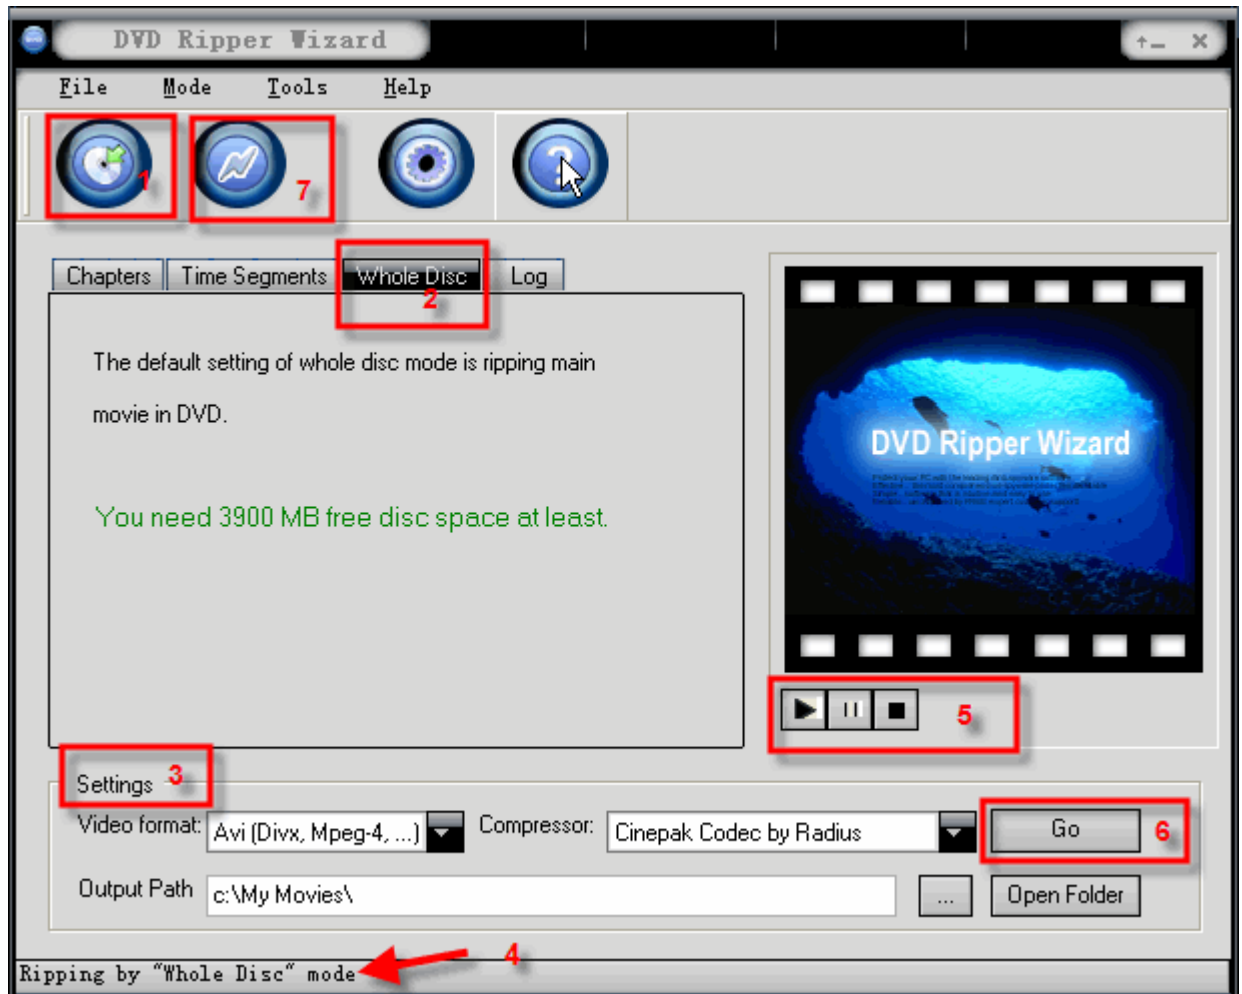 DVD Ripper Wizard
File Mode Tools Help
1
7
Chapters Time Segments Whole Disc Log
2
The default setting of whole disc mode is ripping main
movie in DVD.
You need 3900 MB free disc space at least.
DVD Ripper Wizard
5
Settings 3
Video format: Avi (Divx, Mpeg-4, ...) Compressor: Cinepak Codec by Radius Go 6
Output Path c:\My Movies\ ... Open Folder
4
Ripping by "Whole Disc" mode